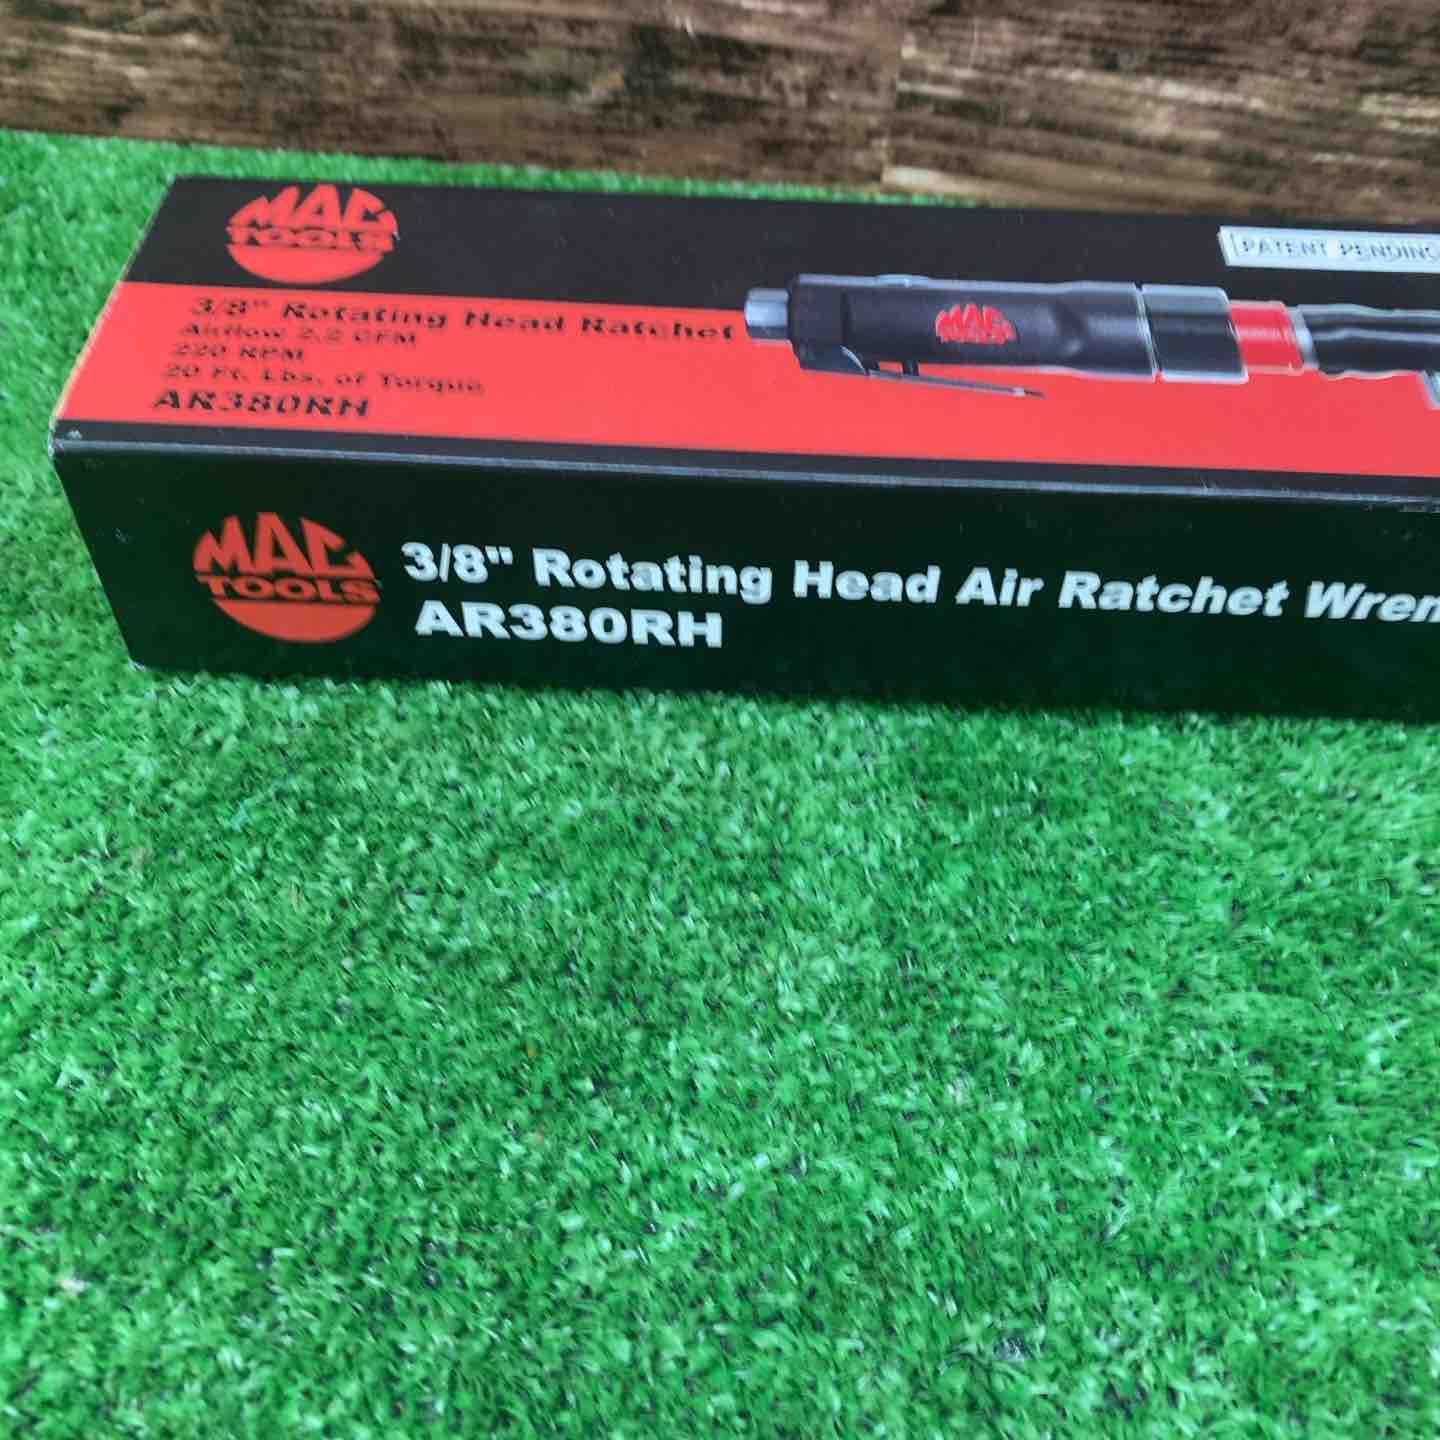 MAC
TOOLS
PATENT PENDING
3/8" Rotating Head Ratchet
Airflow 2.2 CFM
220 RPM
20 Ft. Lbs. of Torque
AR380RH
MAC
TOOLS
MAC
TOOLS
3/8" Rotating Head Air Ratchet Wren
AR380RH